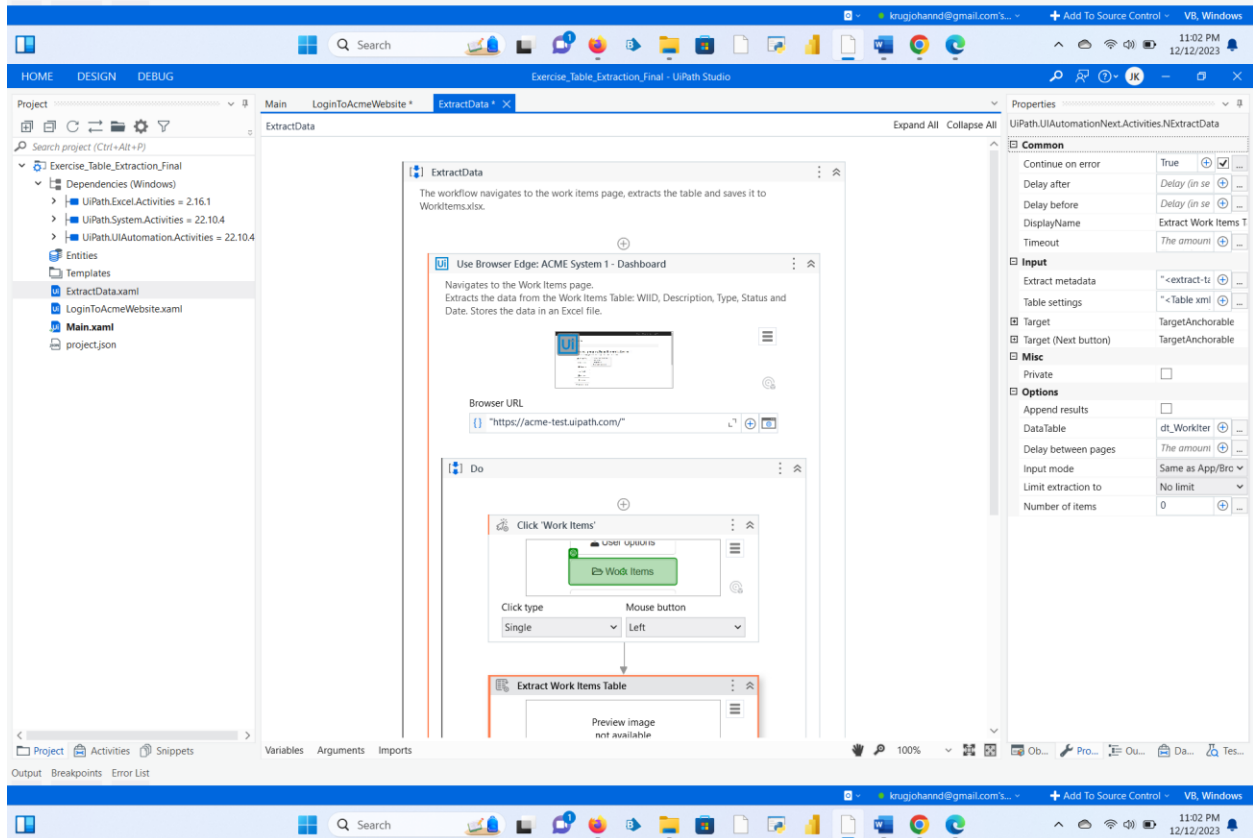 krugjohannd@gmail.com's... Add To Source Control VB, Windows
Search
11:02 PM
12/12/2023
HOME DESIGN DEBUG
Exercise_Table_Extraction_Final - UiPath Studio
JK
Project
Search project (Ctrl+Alt+P)
Exercise_Table_Extraction_Final
Dependencies (Windows)
UiPath.Excel.Activities = 2.16.1
UiPath.System.Activities = 22.10.4
UiPath.UIAutomation.Activities = 22.10.4
Entities
Templates
ExtractData.xaml
LoginToAcmeWebsite.xaml
Main.xaml
project.json
Project Activities Snippets
Output Breakpoints Error List
Main LoginToAcmeWebsite * ExtractData *
ExtractData
Expand All Collapse All
ExtractData
The workflow navigates to the work items page, extracts the table and saves it to
WorkItems.xlsx.
Ui Use Browser Edge: ACME System 1 - Dashboard
Navigates to the Work Items page.
Extracts the data from the Work Items Table: WIID, Description, Type, Status and
Date. Stores the data in an Excel file.
Ui
Browser URL
{} "https://acme-test.uipath.com/"
Do
Click 'Work Items'
User options
Work Items
Click type Mouse button
Single Left
Extract Work Items Table
Preview image
not available
Variables Arguments Imports
100%
Properties
UiPath.UIAutomationNext.Activities.NExtractData
Common
Continue on error True ...
Delay after Delay (in se ...
Delay before Delay (in se ...
DisplayName Extract Work Items T
Timeout The amount ...
Input
Extract metadata "<extract-ta ...
Table settings "<Table xml ...
Target TargetAnchorable
Target (Next button) TargetAnchorable
Misc
Private
Options
Append results
DataTable dt_WorkIter ...
Delay between pages The amount ...
Input mode Same as App/Bro
Limit extraction to No limit
Number of items 0 ...
Ob... Pro... Ou... Da... Tes...
krugjohannd@gmail.com's... Add To Source Control VB, Windows
Search
11:02 PM
12/12/2023